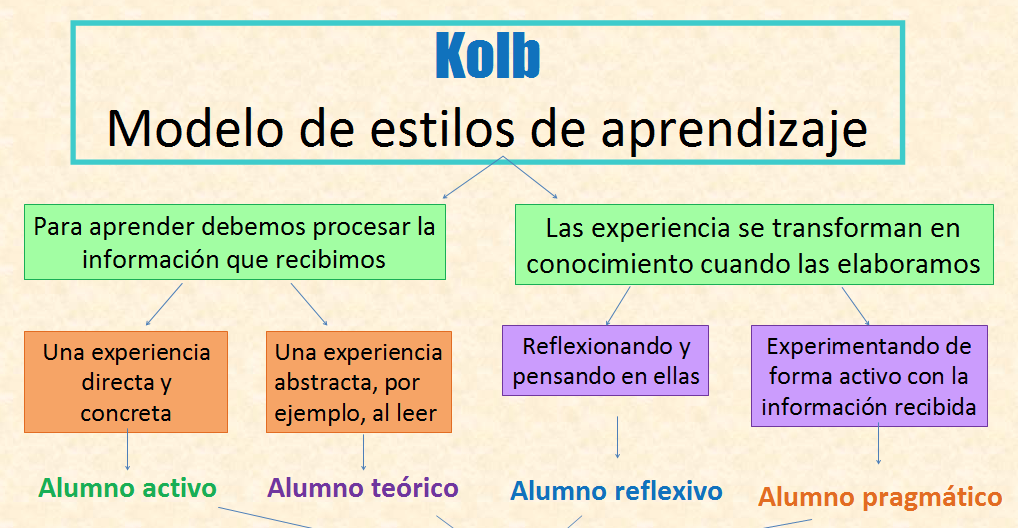 Kolb
Modelo de estilos de aprendizaje
Para aprender debemos procesar la
información que recibimos
Las experiencia se transforman en
conocimiento cuando las elaboramos
Una experiencia
directa y
concreta
Una experiencia
abstracta, por
ejemplo, al leer
Reflexionando y
pensando en ellas
Experimentando de
forma activo con la
información recibida
Alumno activo
Alumno teórico
Alumno reflexivo
Alumno pragmático